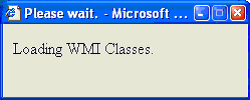 Please wait. - Microsoft ...
Loading WMI Classes.